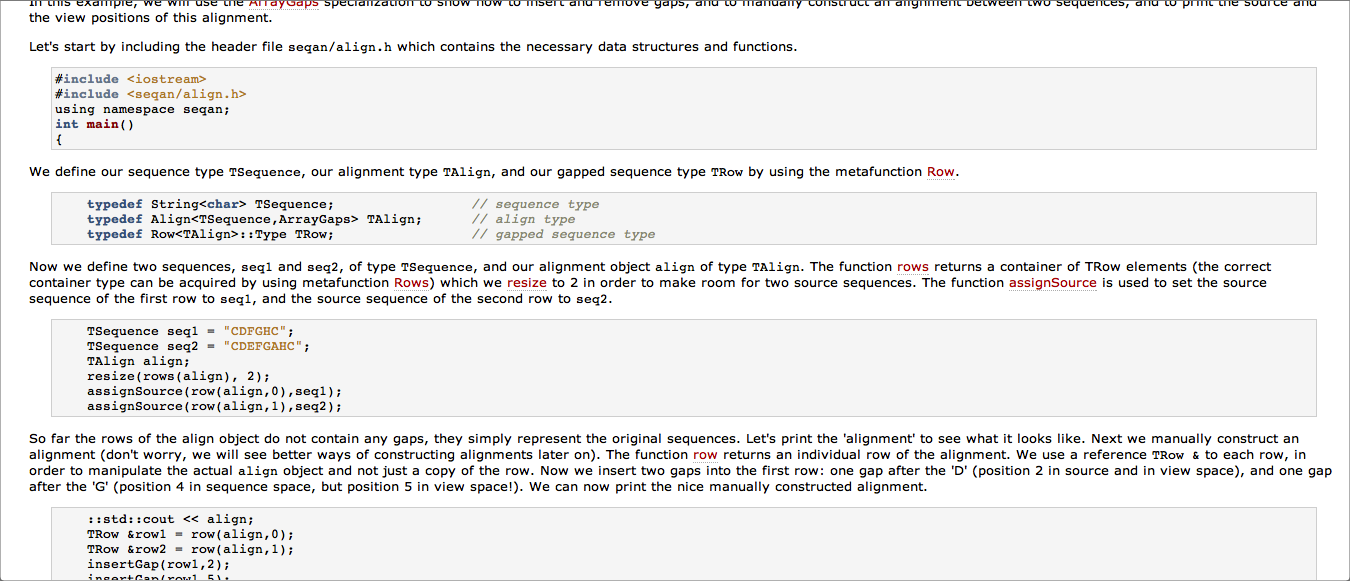 In this example, we will use the ArrayGaps specialization to show how to insert and remove gaps, and to manually construct an alignment between two sequences, and to print the source and
the view positions of this alignment.
Let's start by including the header file seqan/align.h which contains the necessary data structures and functions.
#include <iostream>
#include <seqan/align.h>
using namespace seqan;
int main()
{
We define our sequence type TSequence, our alignment type TAlign, and our gapped sequence type TRow by using the metafunction Row.
typedef String<char> TSequence; // sequence type
typedef Align<TSequence,ArrayGaps> TAlign; // align type
typedef Row<TAlign>::Type TRow; // gapped sequence type
Now we define two sequences, seq1 and seq2, of type TSequence, and our alignment object align of type TAlign. The function rows returns a container of TRow elements (the correct
container type can be acquired by using metafunction Rows) which we resize to 2 in order to make room for two source sequences. The function assignSource is used to set the source
sequence of the first row to seq1, and the source sequence of the second row to seq2.
TSequence seq1 = "CDFGHC";
TSequence seq2 = "CDEFGAHC";
TAlign align;
resize(rows(align), 2);
assignSource(row(align,0),seq1);
assignSource(row(align,1),seq2);
So far the rows of the align object do not contain any gaps, they simply represent the original sequences. Let's print the 'alignment' to see what it looks like. Next we manually construct an
alignment (don't worry, we will see better ways of constructing alignments later on). The function row returns an individual row of the alignment. We use a reference TRow & to each row, in
order to manipulate the actual align object and not just a copy of the row. Now we insert two gaps into the first row: one gap after the 'D' (position 2 in source and in view space), and one gap
after the 'G' (position 4 in sequence space, but position 5 in view space!). We can now print the nice manually constructed alignment.
::std::cout << align;
TRow &row1 = row(align,0);
TRow &row2 = row(align,1);
insertGap(row1,2);
insertGap(row1,5);